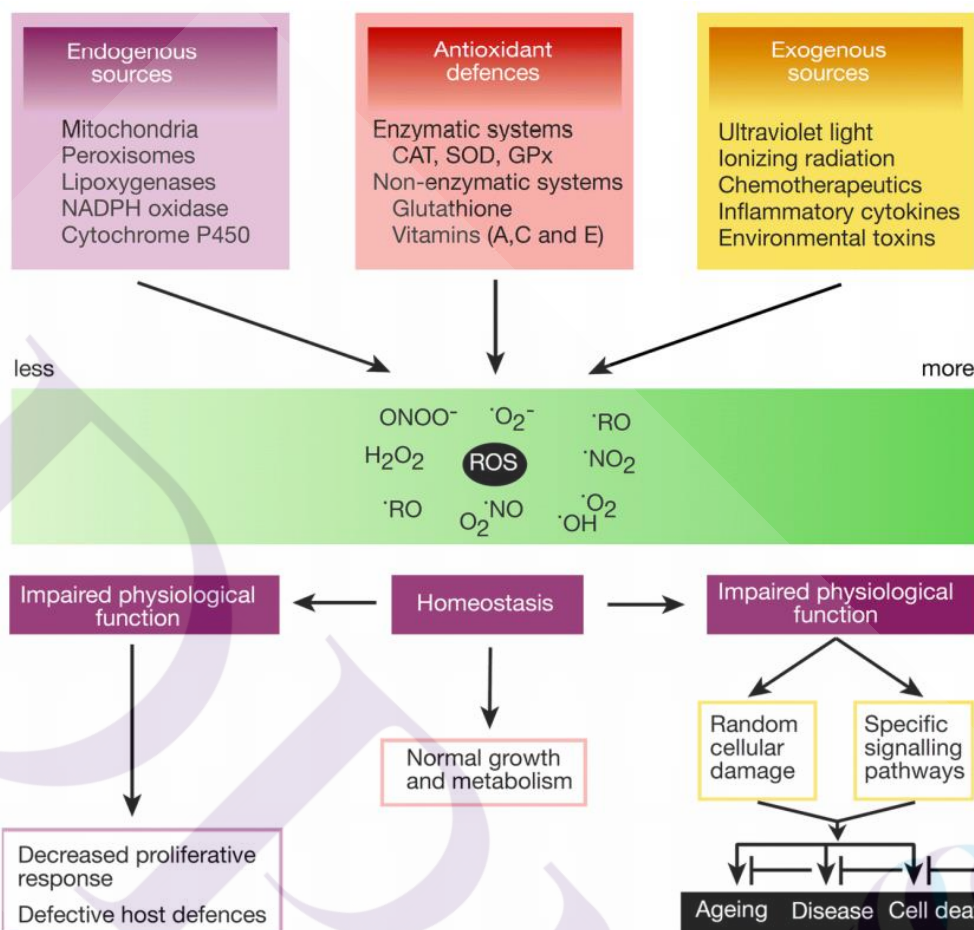 Endogenous
sources
Mitochondria
Peroxisomes
Lipoxygenases
NADPH oxidase
Cytochrome P450
Antioxidant
defences
Enzymatic systems
CAT, SOD, GPx
Non-enzymatic systems
Glutathione
Vitamins (A,C and E)
Exogenous
sources
Ultraviolet light
Ionizing radiation
Chemotherapeutics
Inflammatory cytokines
Environmental toxins
less
more
ONOO⁻ ·O₂⁻ ·RO
H₂O₂ ROS ·NO₂
·RO O₂ ·NO ·OH ·O₂
Impaired physiological
function
Homeostasis
Impaired physiological
function
Normal growth
and metabolism
Random
cellular
damage
Specific
signalling
pathways
Decreased proliferative
response
Defective host defences
Ageing Disease Cell dea